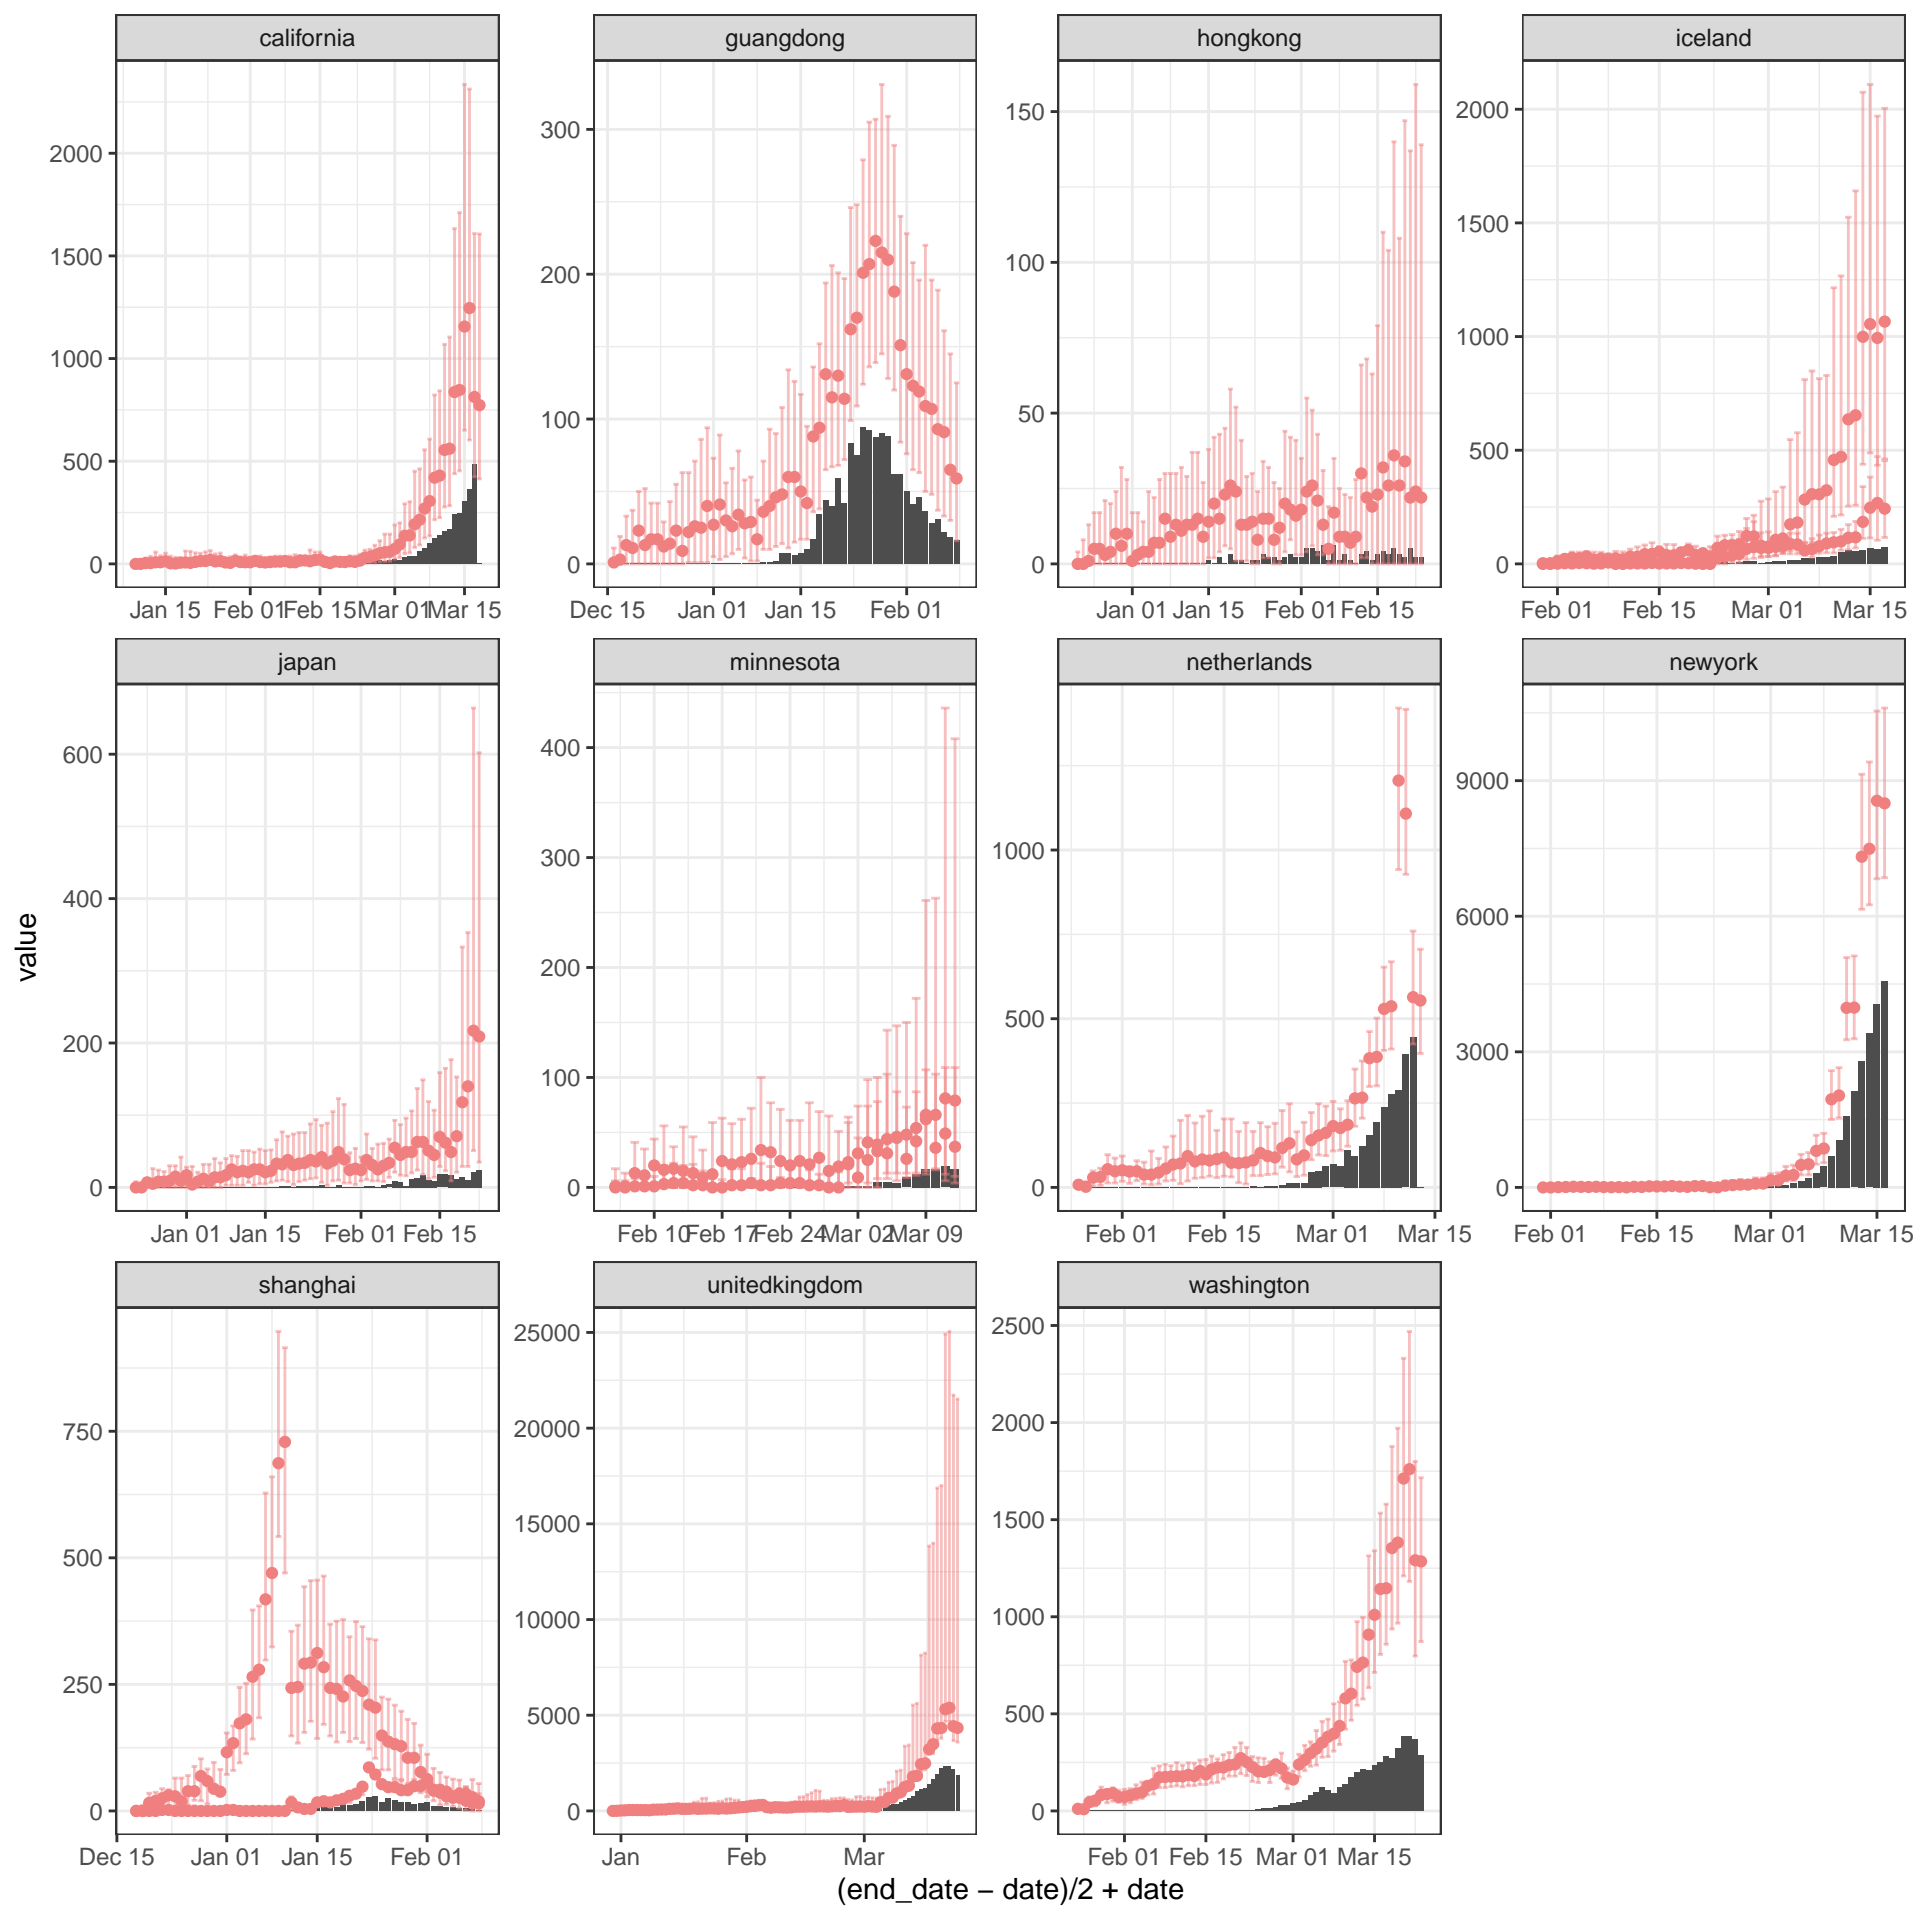 california
guangdong
hongkong
iceland
2000
1500
1000
500
0
300
200
100
0
150
100
50
0
2000
1500
1000
500
0
Jan 15 Feb 01 Feb 15 Mar 01 Mar 15
Dec 15 Jan 01 Jan 15 Feb 01
Jan 01 Jan 15 Feb 01 Feb 15
Feb 01 Feb 15 Mar 01 Mar 15
japan
minnesota
netherlands
newyork
600
400
200
0
400
300
200
100
0
1000
500
0
9000
6000
3000
0
Jan 01 Jan 15 Feb 01 Feb 15
Feb 10 Feb 17 Feb 24 Mar 02 Mar 09
Feb 01 Feb 15 Mar 01 Mar 15
Feb 01 Feb 15 Mar 01 Mar 15
value
shanghai
unitedkingdom
washington
750
500
250
0
25000
20000
15000
10000
5000
0
2500
2000
1500
1000
500
0
Dec 15 Jan 01 Jan 15 Feb 01
Jan Feb Mar
Feb 01 Feb 15 Mar 01 Mar 15
(end_date − date)/2 + date